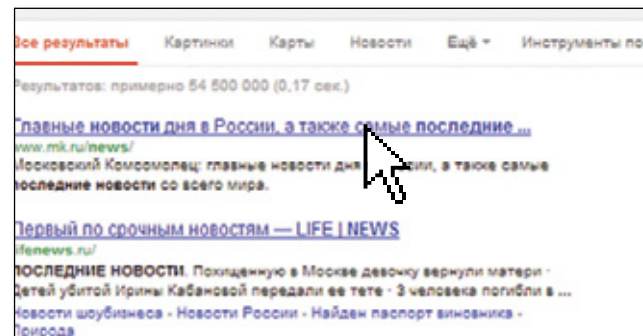 Все результаты Картинки Карты Новости Ещё Инструменты по
Результатов: примерно 54 500 000 (0,17 сек.)
Главные новости дня в России, а также самые последние ...
www.mk.ru/news/
Московский Комсомолец: главные новости дня в России, а также самые
последние новости со всего мира.
Первый по срочным новостям — LIFE | NEWS
lifenews.ru/
ПОСЛЕДНИЕ НОВОСТИ. Похищенную в Москве девочку вернули матери ·
Детей убитой Ирины Кабановой передали ее тете · 3 человека погибли в ...
Новости шоубизнеса - Новости России - Найден паспорт виновника -
Природа